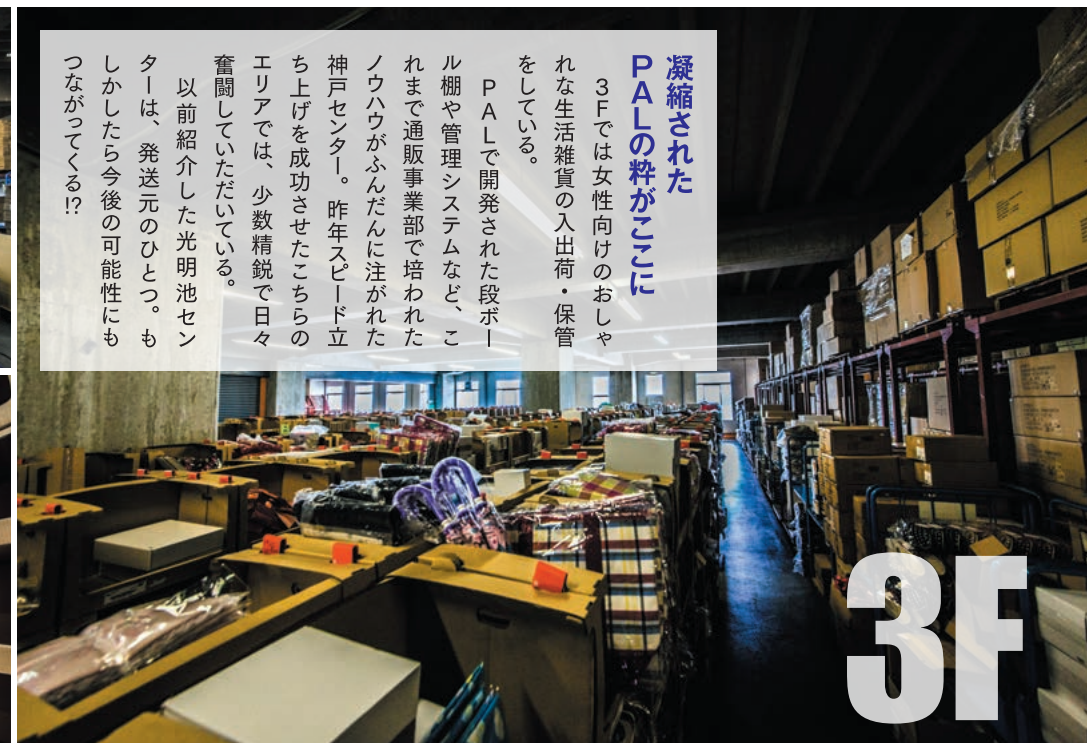 凝縮された
PALの粋がここに
3Fでは女性向けのおしゃ
れな生活雑貨の入出荷・保管
をしている。
PALで開発された段ボー
ル棚や管理システムなど、こ
れまで通販事業部で培われた
ノウハウがふんだんに注がれた
神戸センター。昨年スピード立
ち上げを成功させたこちらの
エリアでは、少数精鋭で日々
奮闘していただいている。
以前紹介した光明池セン
ターは、発送元のひとつ。も
しかしたら今後の可能性にも
つながってくる!?
3F